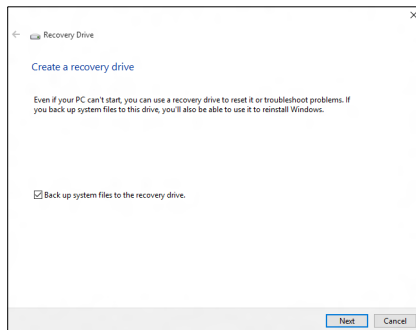 Recovery Drive
Create a recovery drive
Even if your PC can't start, you can use a recovery drive to reset it or troubleshoot problems. If
you back up system files to this drive, you'll also be able to use it to reinstall Windows.
Back up system files to the recovery drive.
Next Cancel